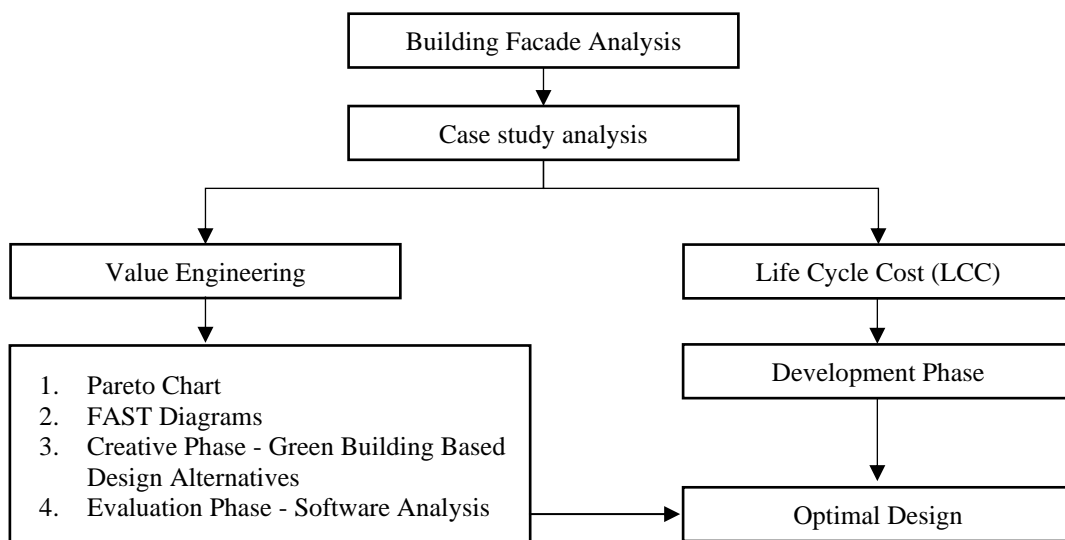 Building Facade Analysis
Case study analysis
Value Engineering
Life Cycle Cost (LCC)
1. Pareto Chart
2. FAST Diagrams
3. Creative Phase - Green Building Based
Design Alternatives
4. Evaluation Phase - Software Analysis
Development Phase
Optimal Design